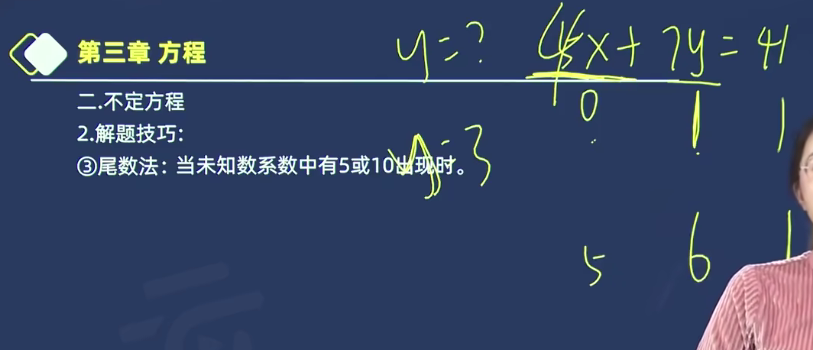 第三章 方程
y=? 45x+7y=41
二.不定方程
0 1 1
2.解题技巧:
y=3
③尾数法: 当未知数系数中有5或10出现时。
5 6 1